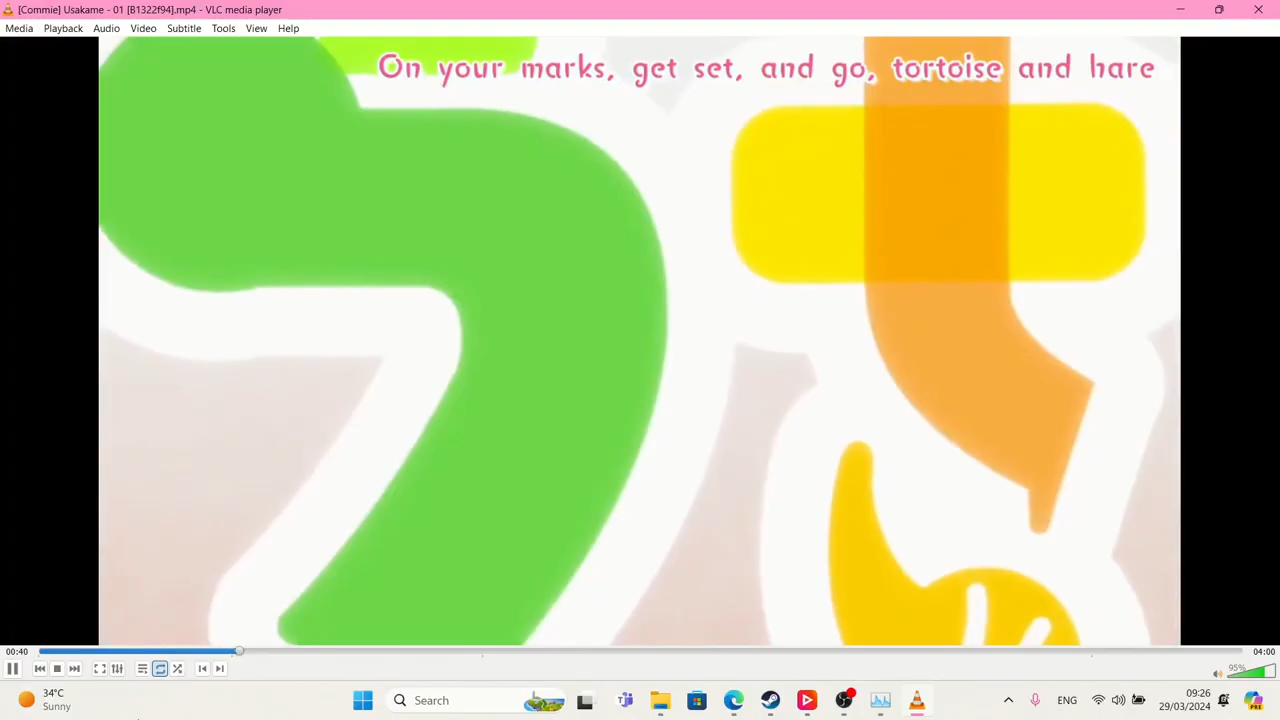 [Commie] Usakame - 01 [B1322f94].mp4 - VLC media player
Media Playback Audio Video Subtitle Tools View Help
On your marks, get set, and go, tortoise and hare
00:40
04:00
95%
34°C
Sunny
Search
ENG
09:26
29/03/2024
PRE